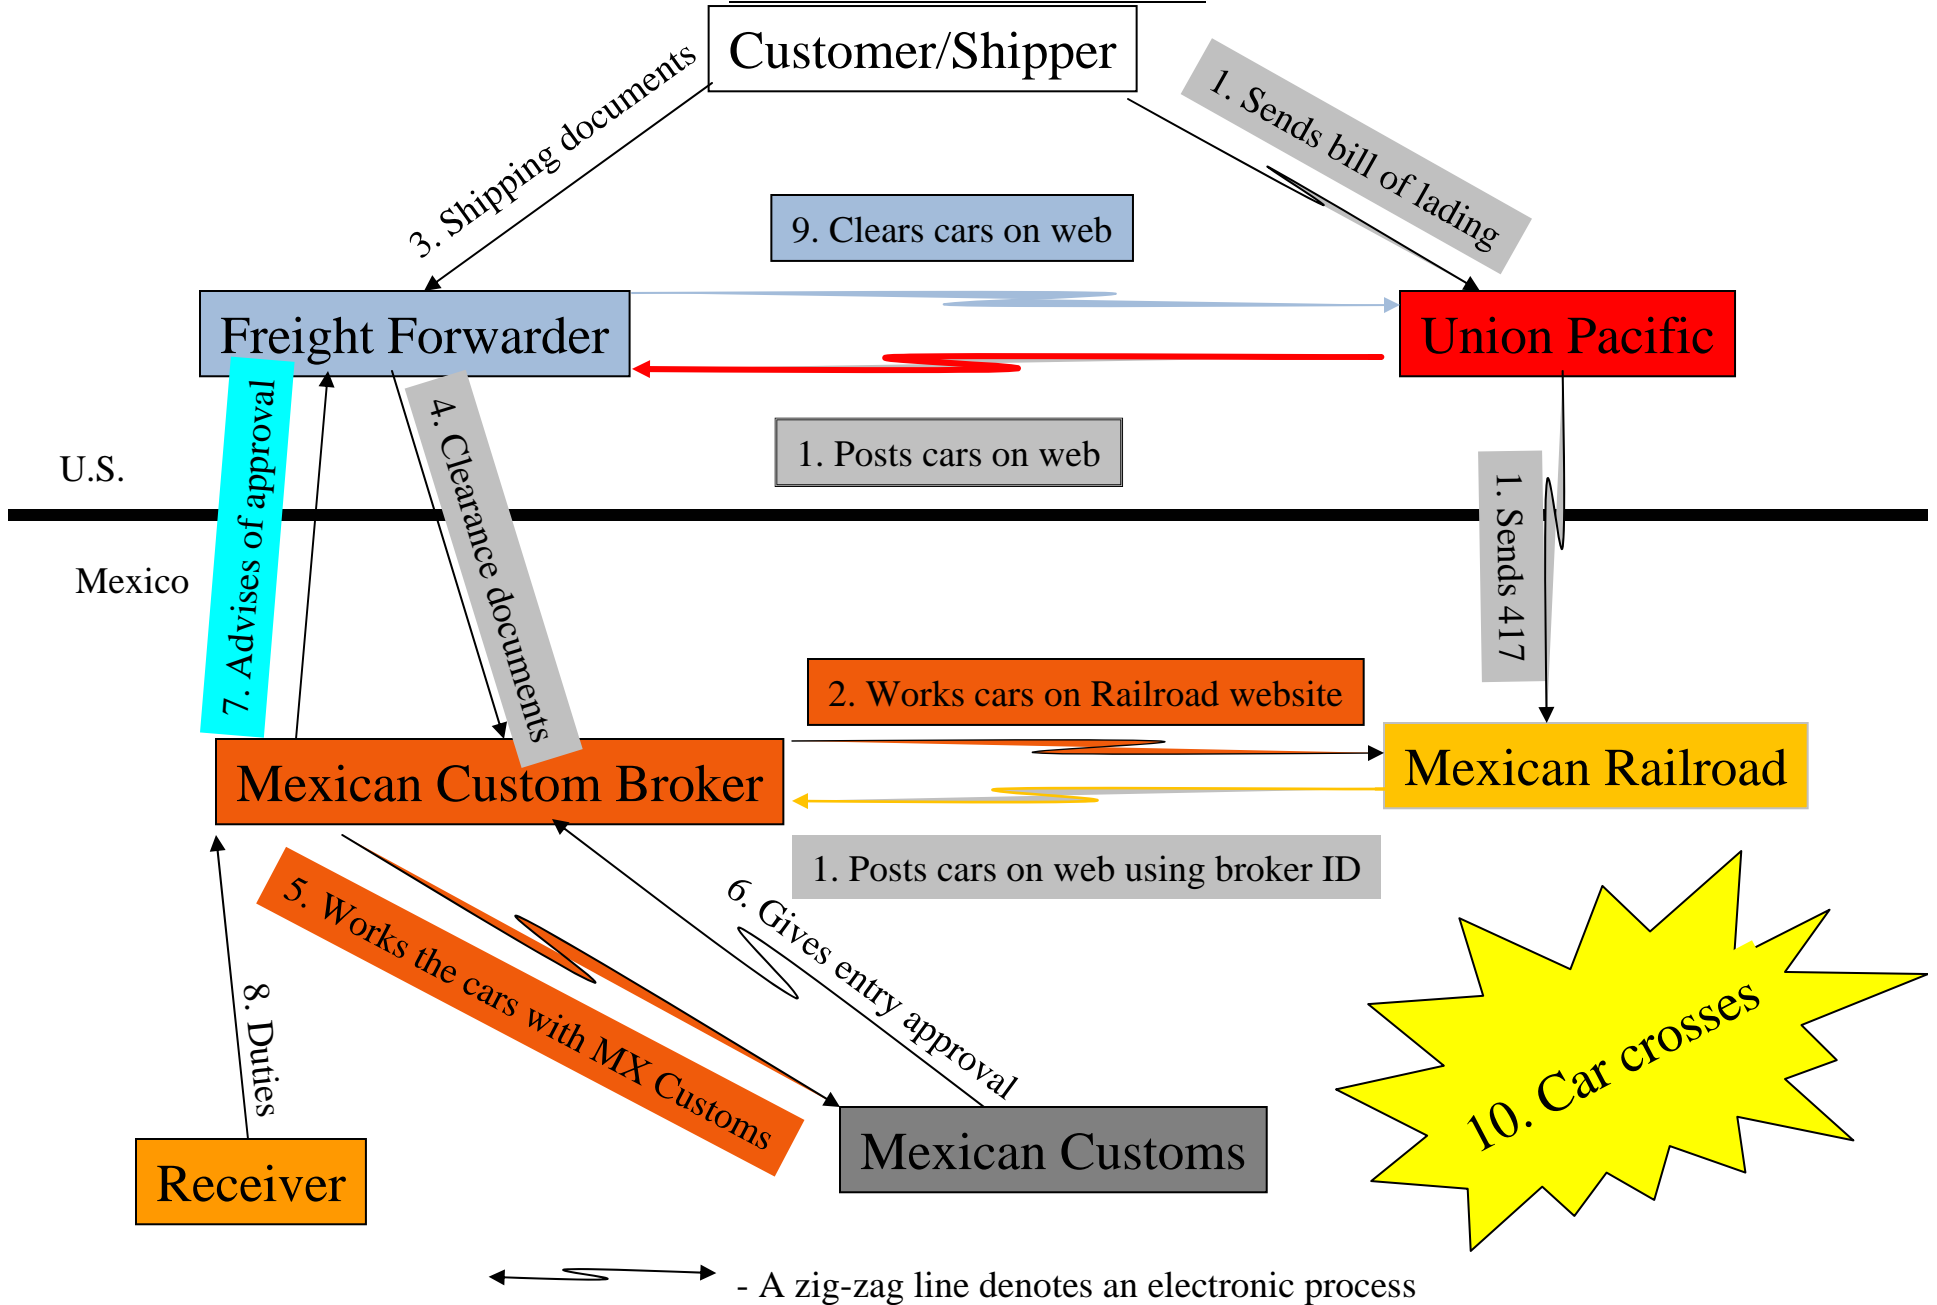 Customer/Shipper
3. Shipping documents
1. Sends bill of lading
9. Clears cars on web
Freight Forwarder
Union Pacific
1. Posts cars on web
U.S.
Mexico
7. Advises of approval
4. Clearance documents
1. Sends 417
2. Works cars on Railroad website
Mexican Custom Broker
Mexican Railroad
1. Posts cars on web using broker ID
5. Works the cars with MX Customs
6. Gives entry approval
8. Duties
10. Car crosses
Mexican Customs
Receiver
- A zig-zag line denotes an electronic process